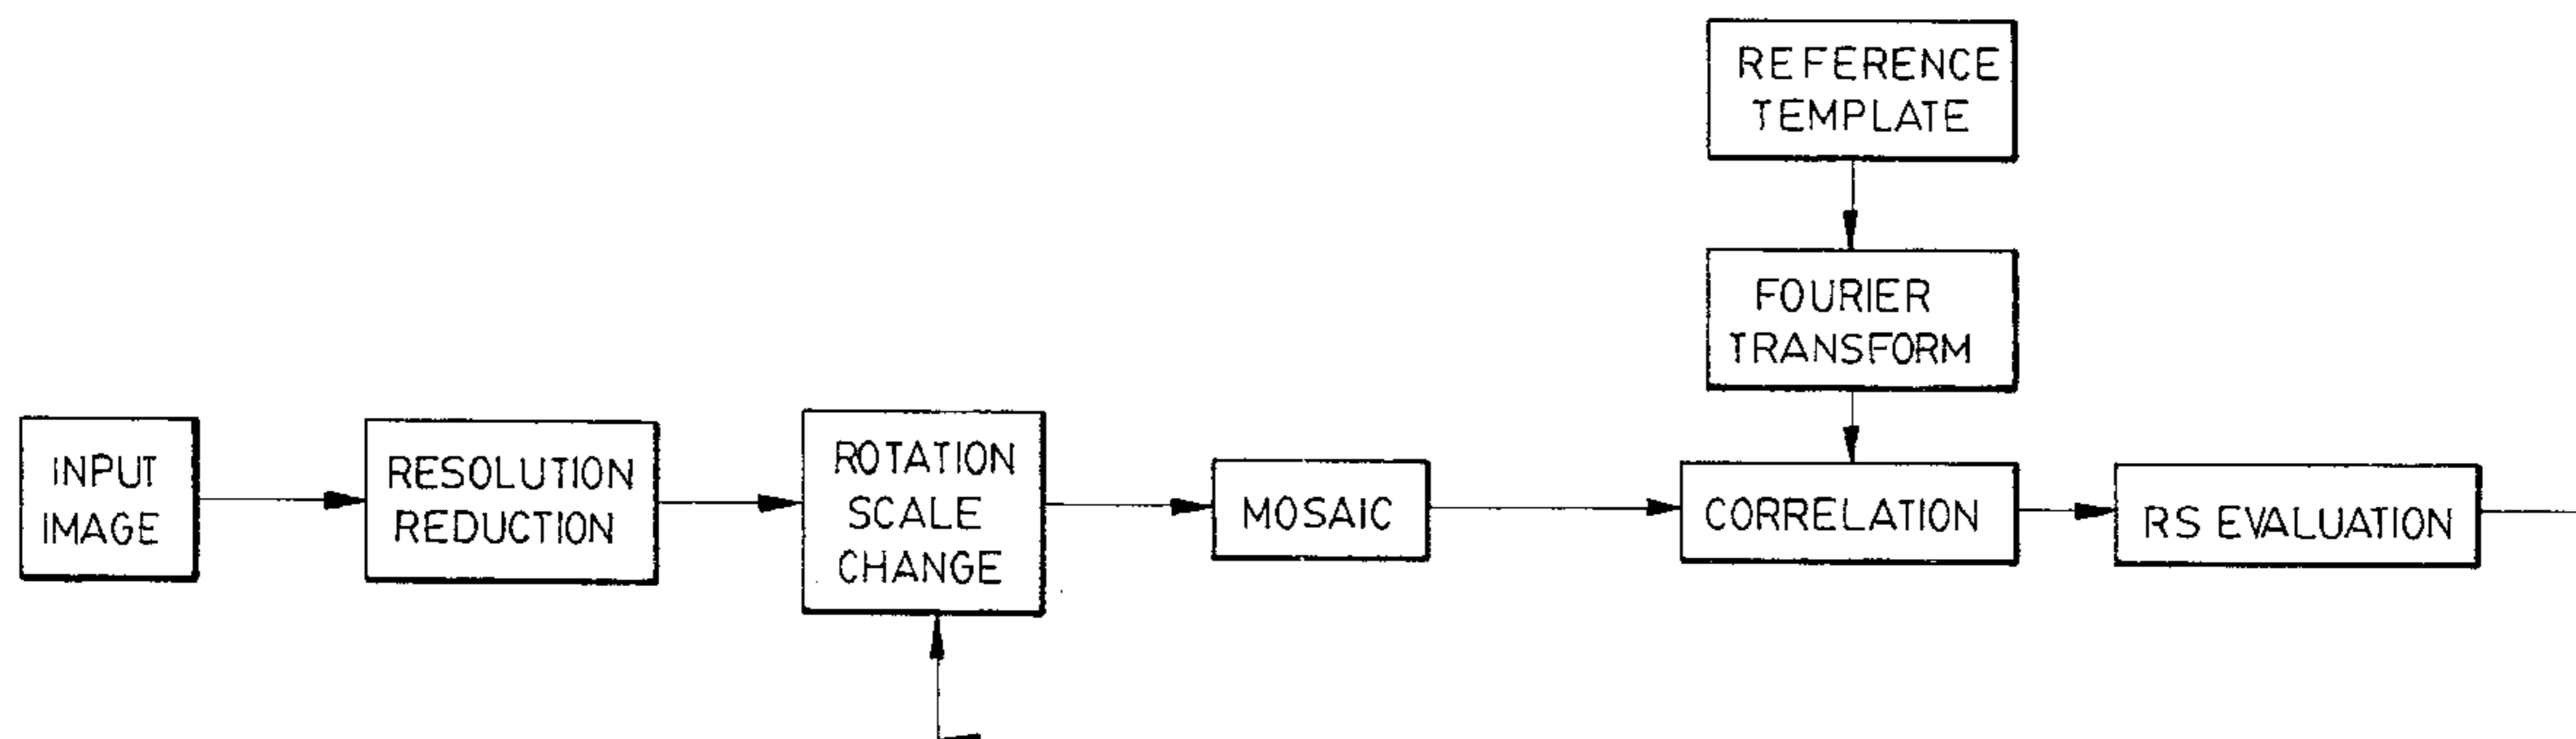 REFERENCE
TEMPLATE
FOURIER
TRANSFORM
INPUT
IMAGE
RESOLUTION
REDUCTION
ROTATION
SCALE
CHANGE
MOSAIC
CORRELATION
RS EVALUATION